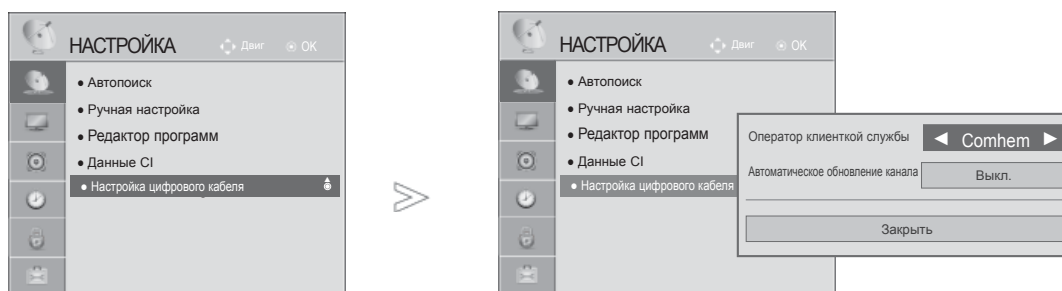 НАСТРОЙКА Двиг OK
● Автопоиск
● Ручная настройка
● Редактор программ
● Данные CI
● Настройка цифрового кабеля
НАСТРОЙКА Двиг OK
● Автопоиск
● Ручная настройка
● Редактор программ
● Данные CI
● Настройка цифрового кабеля
Оператор клиенткой службы ◄ Comhem ►
Автоматическое обновление канала Выкл.
Закрыть